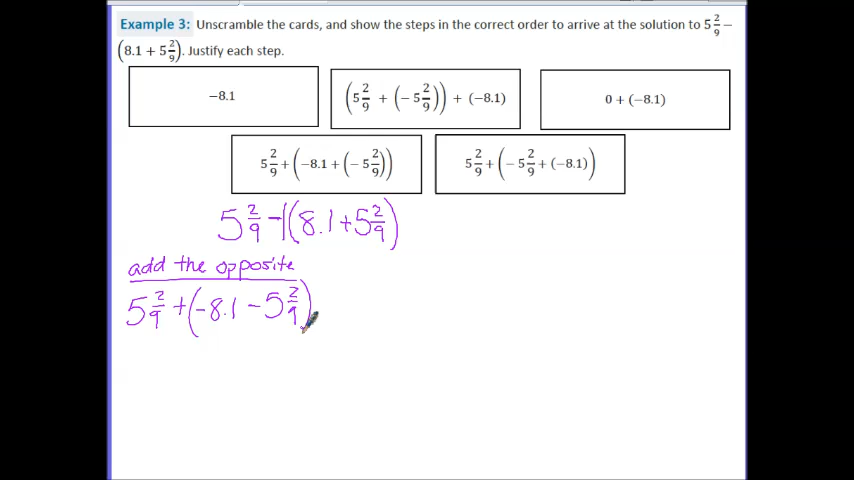 Example 3: Unscramble the cards, and show the steps in the correct order to arrive at the solution to 5 2/9 −
(8.1 + 5 2/9). Justify each step.
−8.1
(5 2/9 + (− 5 2/9)) + (−8.1)
0 + (−8.1)
5 2/9 + (−8.1 + (− 5 2/9))
5 2/9 + (− 5 2/9 + (−8.1))
5 2/9 −1(8.1 + 5 2/9)
add the opposite
5 2/9 + (−8.1 − 5 2/9)